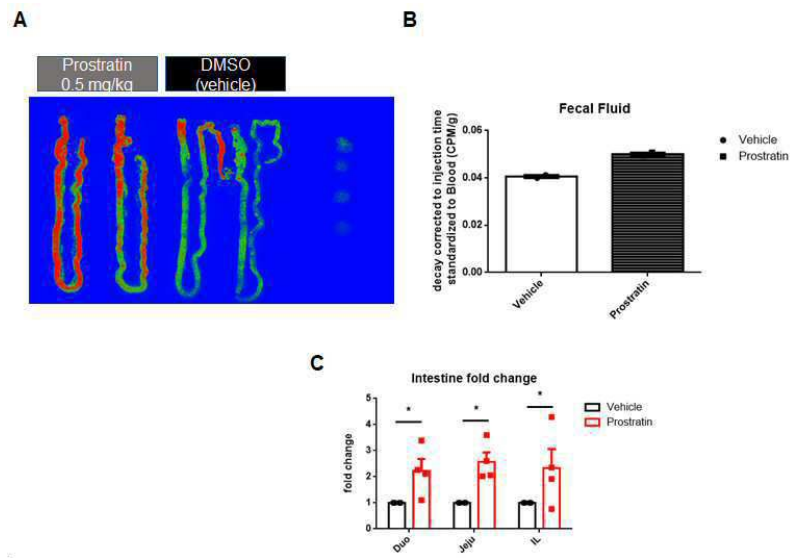 A
Prostratin
0.5 mg/kg
DMSO
(vehicle)
B
Fecal Fluid
decay corrected to injection time
standardized to Blood (CPM/g)
0.06
0.04
0.02
0.00
Vehicle
Prostratin
Vehicle
Prostratin
C
Intestine fold change
fold change
5
4
3
2
1
0
*
*
*
Duo
Jeju
IL
Vehicle
Prostratin